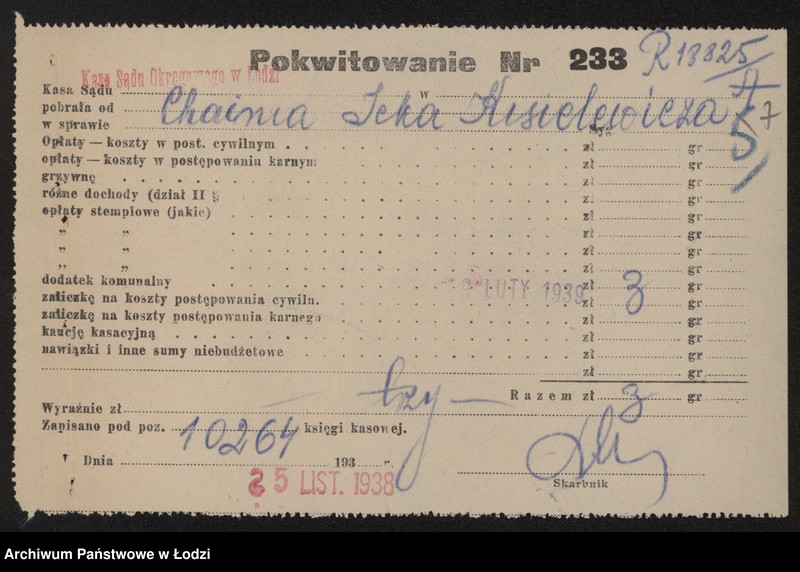 Pokwitowanie Nr 233 R 13825
Kasa Sądu Okręgowego w Łodzi
Kasa Sądu w
pobrała od Chaima Icka Kisielewicza
w sprawie Syg. 57
Opłaty — koszty w post. cywilnym zł gr
opłaty — koszty w postępowaniu karnym zł gr
grzywnę zł gr
różne dochody (dział II § zł gr
opłaty stemplowe (jakie) zł gr
„ „ zł gr
„ „ zł gr
„ „ zł gr
LUTY 1939
dodatek komunalny zł 3 gr
zaliczkę na koszty postępowania cywiln. zł gr
zaliczkę na koszty postępowania karnego zł gr
kaucję kasacyjną zł gr
nawiązki i inne sumy niebudżetowe zł gr
zł gr
Razem zł 3 gr
Wyraźnie zł trzy
Zapisano pod poz. 10264 księgi kasowej.
Dnia 193 r.
25 LIST. 1938
Skarbnik
Archiwum Państwowe w Łodzi